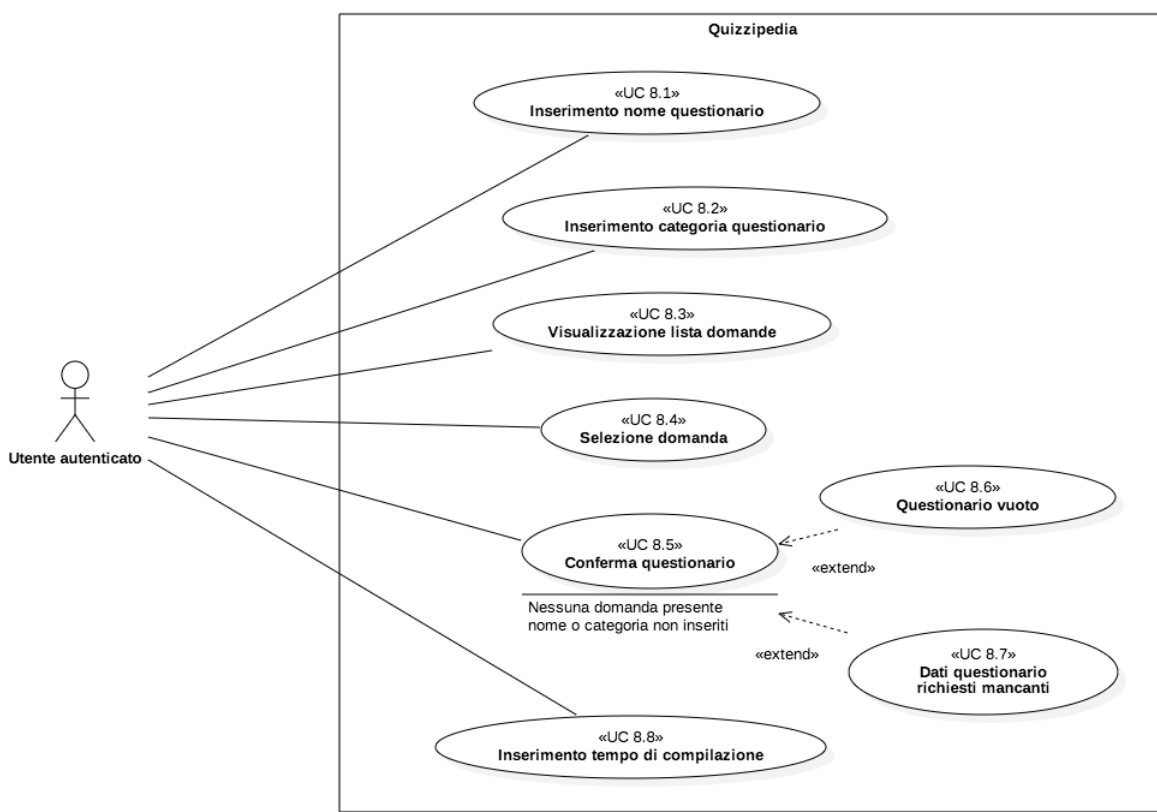 Quizzipedia
«UC 8.1»
Inserimento nome questionario
«UC 8.2»
Inserimento categoria questionario
«UC 8.3»
Visualizzazione lista domande
«UC 8.4»
Selezione domanda
Utente autenticato
«UC 8.6»
Questionario vuoto
«UC 8.5»
Conferma questionario
«extend»
Nessuna domanda presente
nome o categoria non inseriti
«extend»
«UC 8.7»
Dati questionario
richiesti mancanti
«UC 8.8»
Inserimento tempo di compilazione